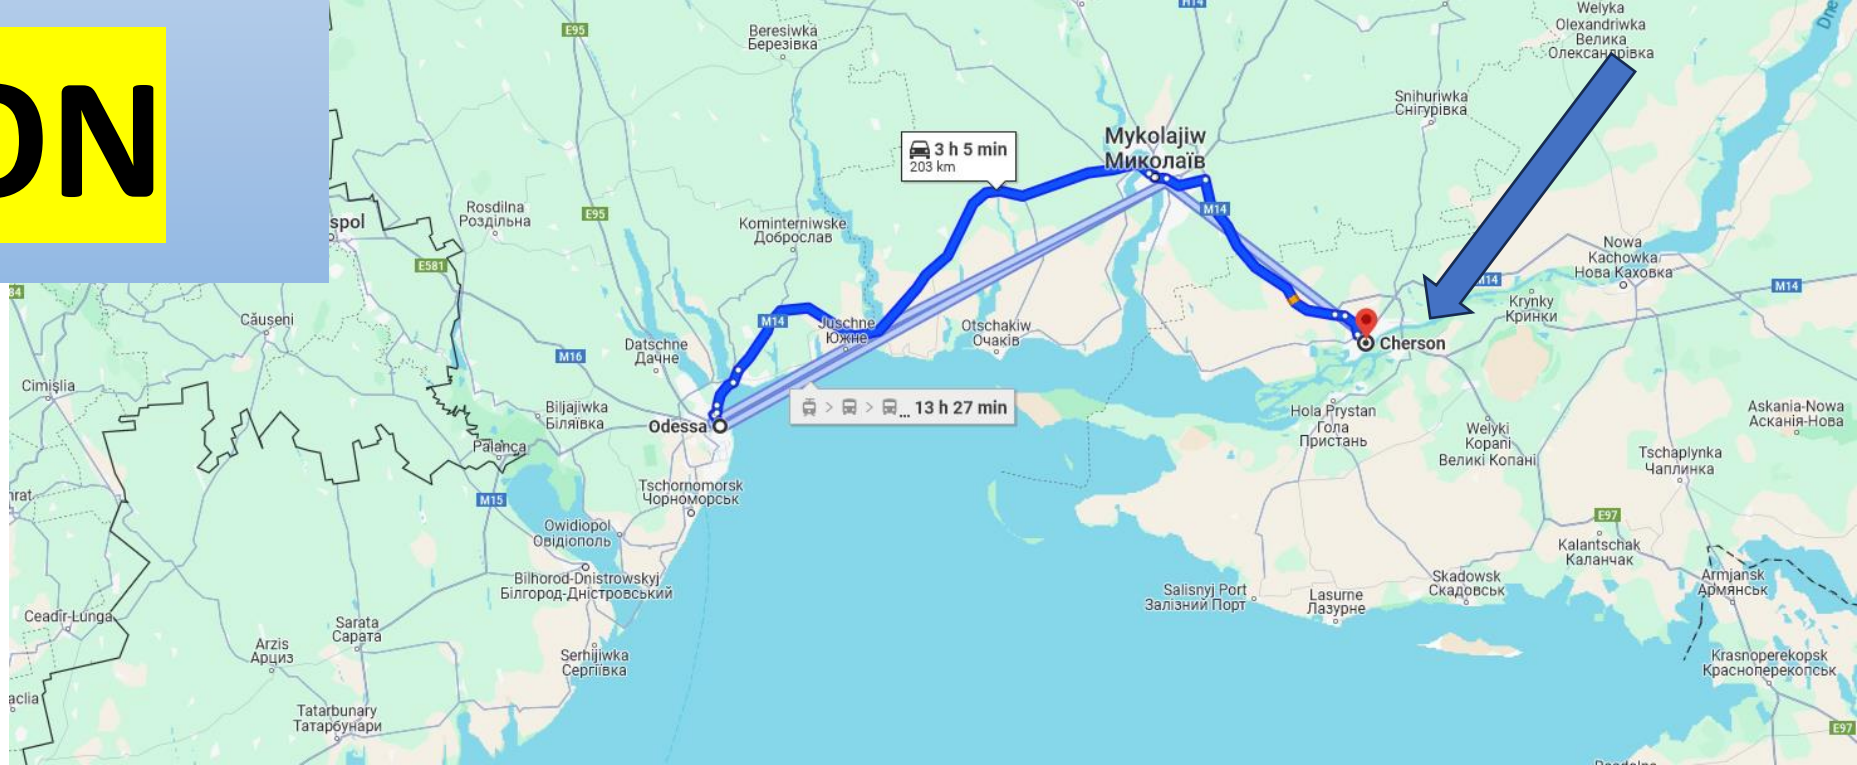 ON
E95
Beresiwka
Березівка
H14
Welyka
Olexandriwka
Велика
Олександрівка
Dne
Snihuriwka
Снігурівка
Mykolajiw
Миколаїв
3 h 5 min
203 km
Rosdilna
Роздільна
E95
spol
Kominterniwske
Доброслав
M14
E581
Nowa
Kachowka
Нова Каховка
M14
M14
84
Căușeni
Krynky
Кринки
M14
Juschne
Южне
Otschakiw
Очаків
Cherson
Datschne
Дачне
M16
Cimișlia
Biljajiwka
Біляївка
13 h 27 min
Odessa
Hola Prystan
Гола
Пристань
Askania-Nowa
Асканія-Нова
Palanca
Welyki
Kopani
Великі Копані
Tschaplynka
Чаплинка
Tschornomorsk
Чорноморськ
nrat
M15
Owidiopol
Овідіополь
E97
Kalantschak
Каланчак
Bilhorod-Dnistrowskyj
Білгород-Дністровський
Salisnyj Port
Залізний Порт
Lasurne
Лазурне
Skadowsk
Скадовськ
Armjansk
Армянськ
Ceadîr-Lunga
Sarata
Сарата
Arzis
Арциз
Serhijiwka
Сергіївка
Krasnoperekopsk
Красноперекопськ
aclia
Tatarbunary
Татарбунари
E97